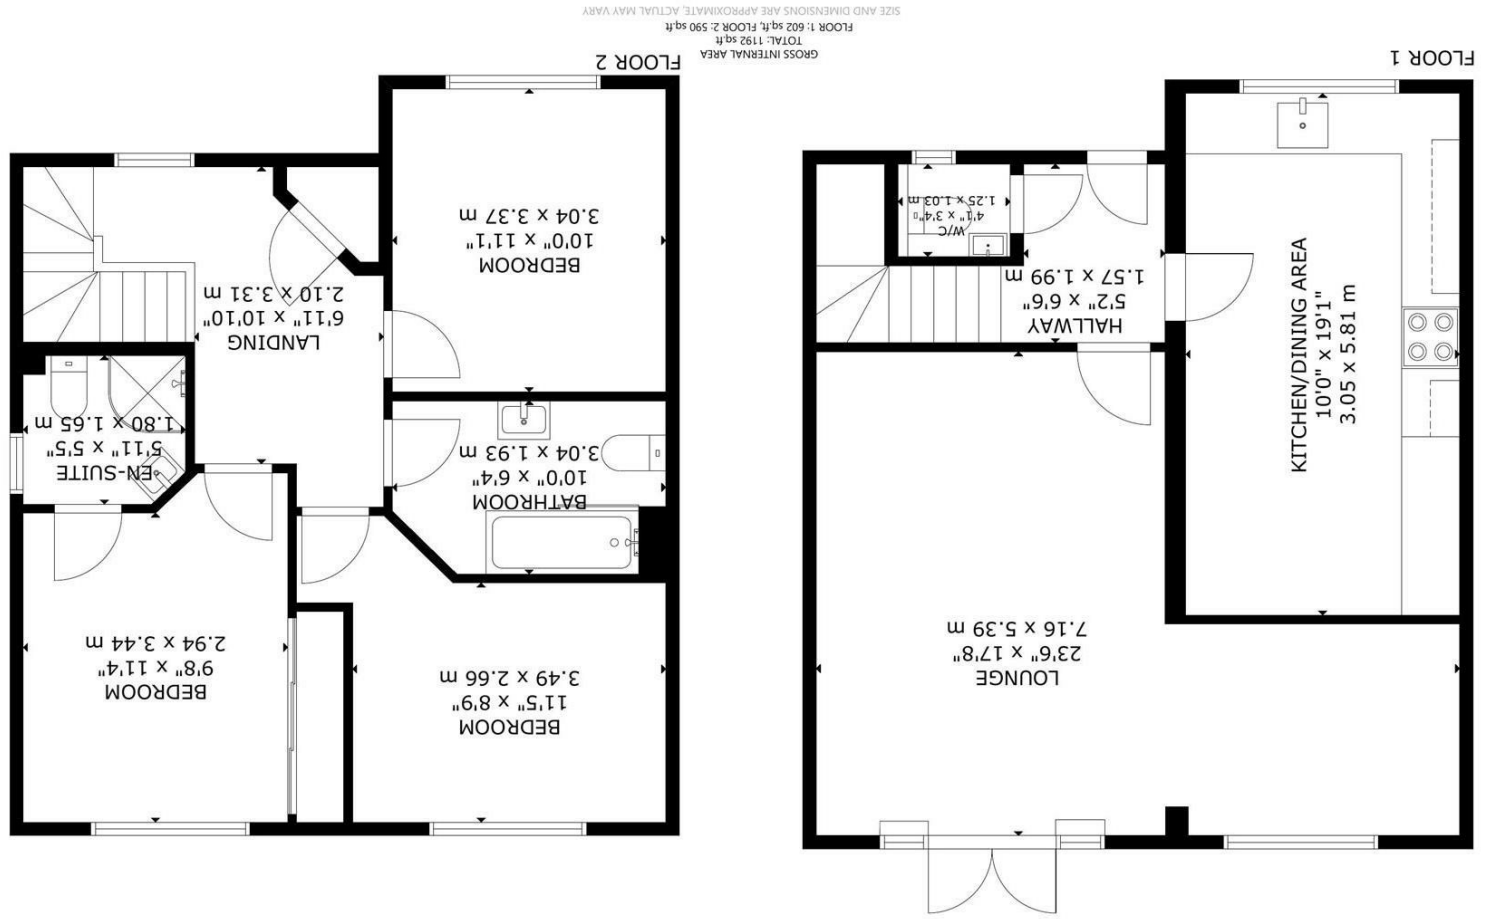 FLOOR 1
KITCHEN/DINING AREA
10'0" x 19'1"
3.05 x 5.81 m
HALLWAY
5'2" x 6'6"
1.57 x 1.99 m
W/C
4'1" x 3'4"
1.25 x 1.03 m
LOUNGE
23'6" x 17'8"
7.16 x 5.39 m
FLOOR 2
BEDROOM
10'0" x 11'1"
3.04 x 3.37 m
LANDING
6'11" x 10'10"
2.10 x 3.31 m
BATHROOM
10'0" x 6'4"
3.04 x 1.93 m
EN-SUITE
5'11" x 5'5"
1.80 x 1.65 m
BEDROOM
11'5" x 8'9"
3.49 x 2.66 m
BEDROOM
9'8" x 11'4"
2.94 x 3.44 m
GROSS INTERNAL AREA
TOTAL: 1192 sq.ft
FLOOR 1: 602 sq.ft, FLOOR 2: 590 sq.ft
SIZE AND DIMENSIONS ARE APPROXIMATE, ACTUAL MAY VARY